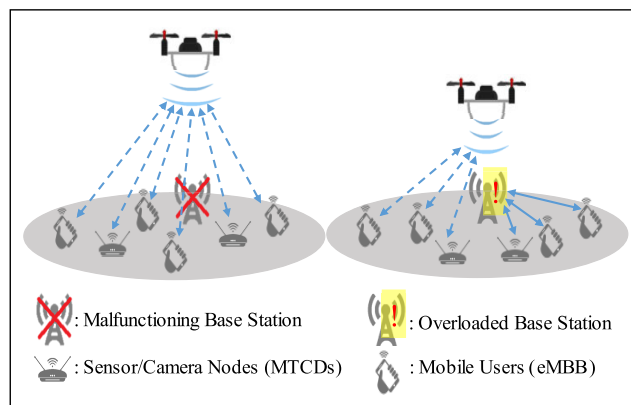 !
: Malfunctioning Base Station
! : Overloaded Base Station
: Sensor/Camera Nodes (MTCDs)
: Mobile Users (eMBB)